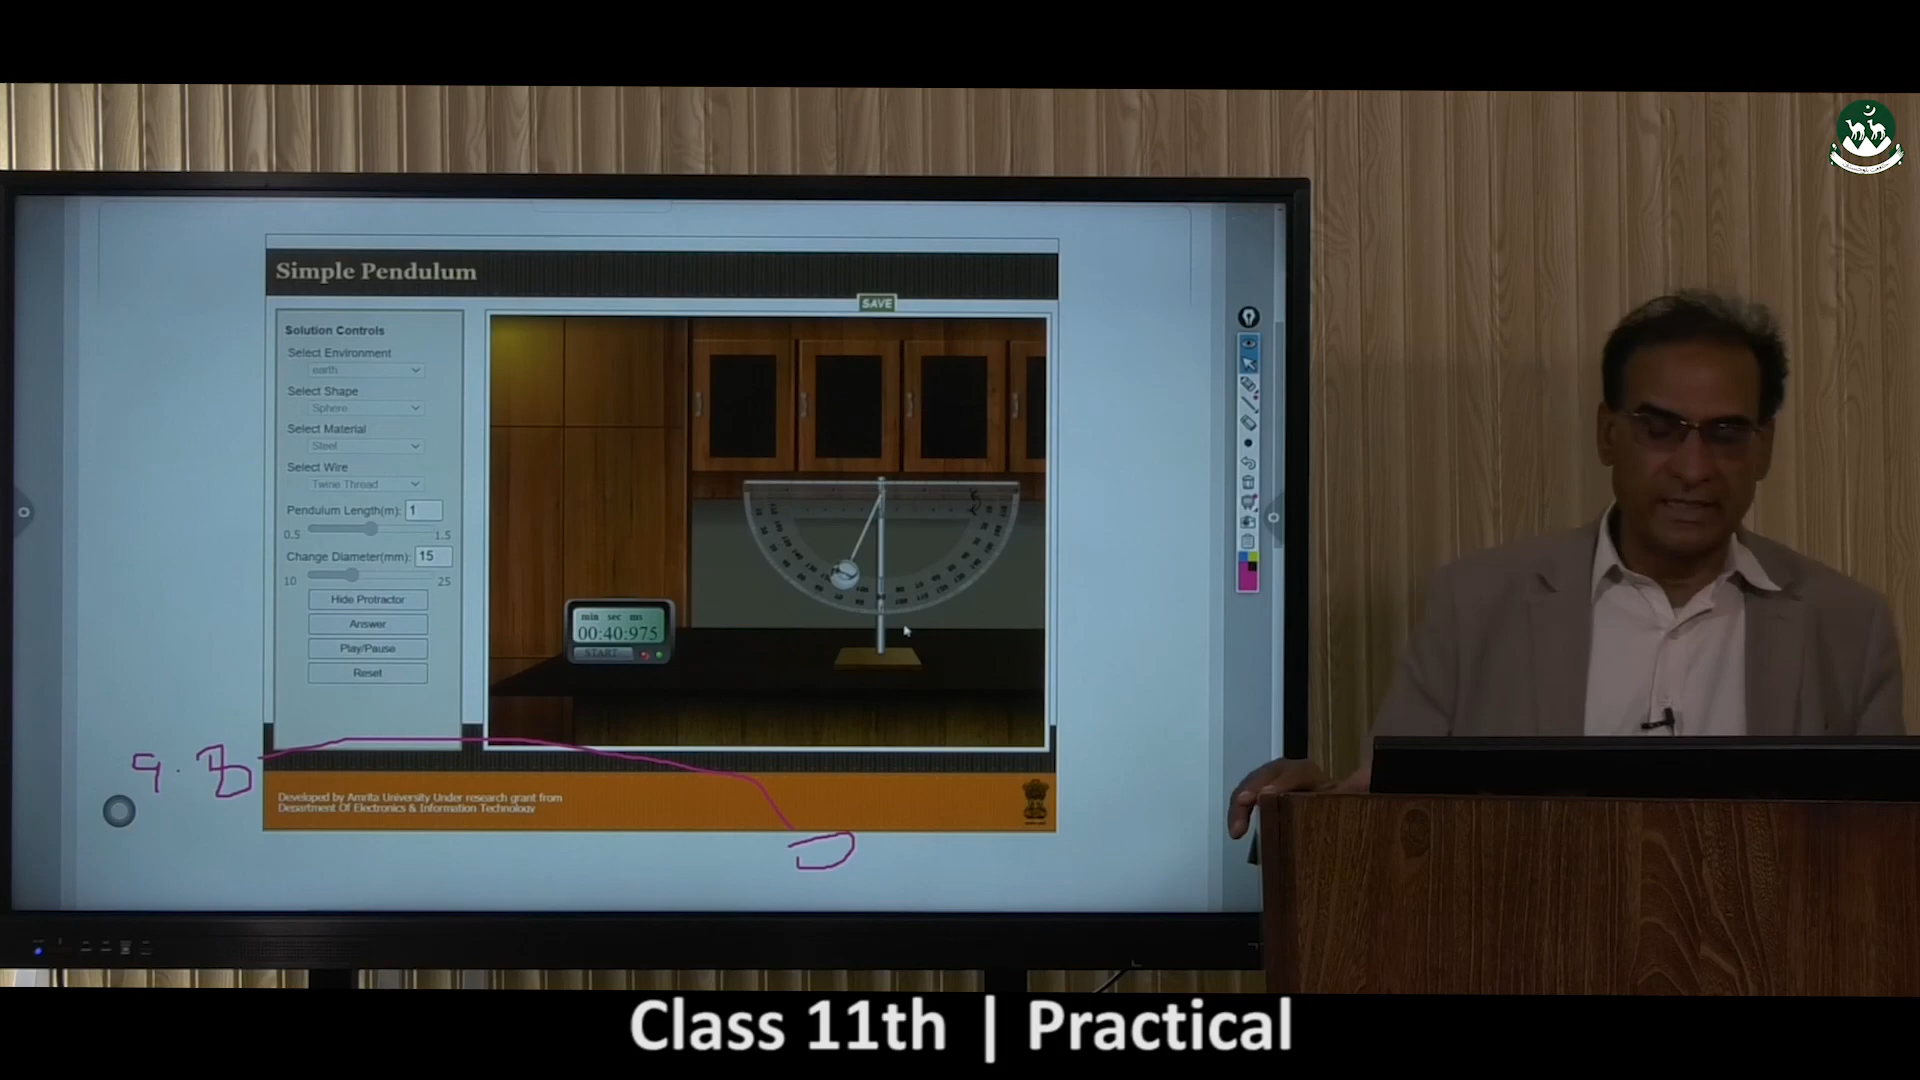 Simple Pendulum
SAVE
Solution Controls
Select Environment
earth
Select Shape
Sphere
Select Material
Steel
Select Wire
Twine Thread
Pendulum Length(m): 1
0.5 1.5
Change Diameter(mm): 15
10 25
Hide Protractor
Answer
Play/Pause
Reset
min sec ms
00:40:975
START
9.8
Developed by Amrita University Under research grant from
Department Of Electronics & Information Technology
Class 11th | Practical